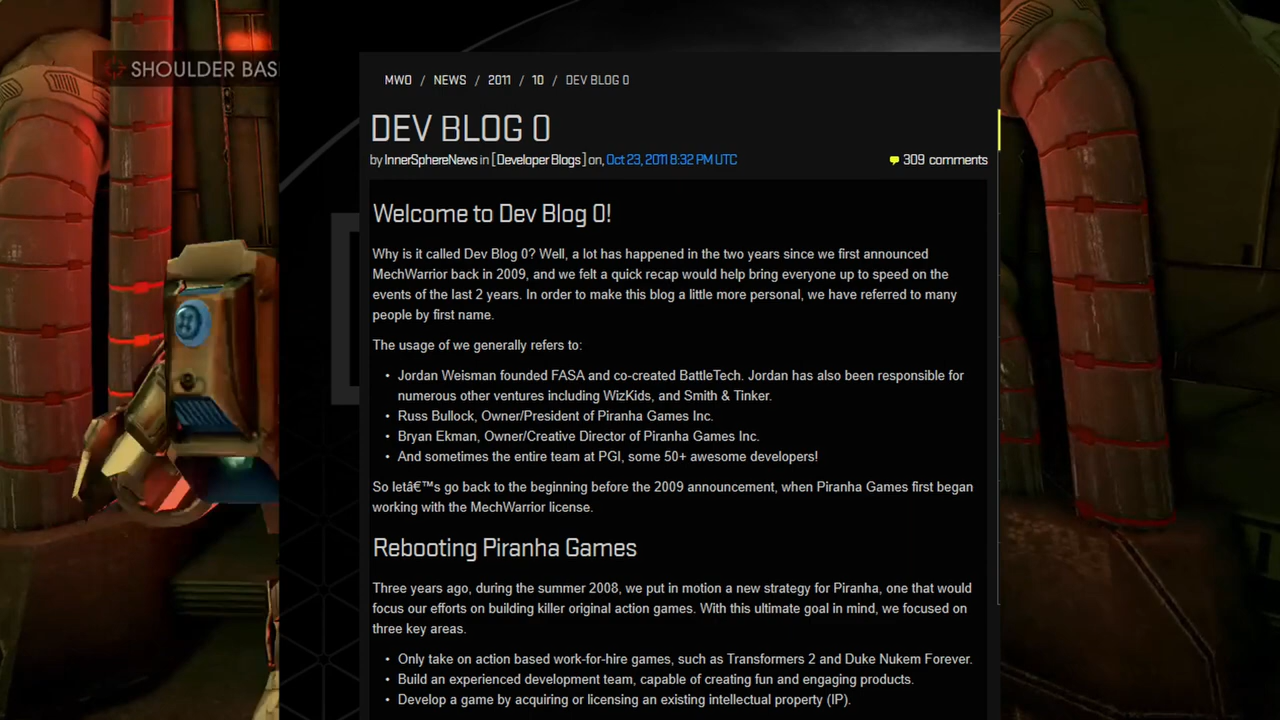 SHOULDER BAS
MWO / NEWS / 2011 / 10 / DEV BLOG 0
DEV BLOG 0
by InnerSphereNews in [Developer Blogs] on, Oct 23, 2011 8:32 PM UTC
309 comments
Welcome to Dev Blog 0!
Why is it called Dev Blog 0? Well, a lot has happened in the two years since we first announced
MechWarrior back in 2009, and we felt a quick recap would help bring everyone up to speed on the
events of the last 2 years. In order to make this blog a little more personal, we have referred to many
people by first name.
The usage of we generally refers to:
• Jordan Weisman founded FASA and co-created BattleTech. Jordan has also been responsible for
numerous other ventures including WizKids, and Smith & Tinker.
• Russ Bullock, Owner/President of Piranha Games Inc.
• Bryan Ekman, Owner/Creative Director of Piranha Games Inc.
• And sometimes the entire team at PGI, some 50+ awesome developers!
So letâ€™s go back to the beginning before the 2009 announcement, when Piranha Games first began
working with the MechWarrior license.
Rebooting Piranha Games
Three years ago, during the summer 2008, we put in motion a new strategy for Piranha, one that would
focus our efforts on building killer original action games. With this ultimate goal in mind, we focused on
three key areas.
• Only take on action based work-for-hire games, such as Transformers 2 and Duke Nukem Forever.
• Build an experienced development team, capable of creating fun and engaging products.
• Develop a game by acquiring or licensing an existing intellectual property (IP).